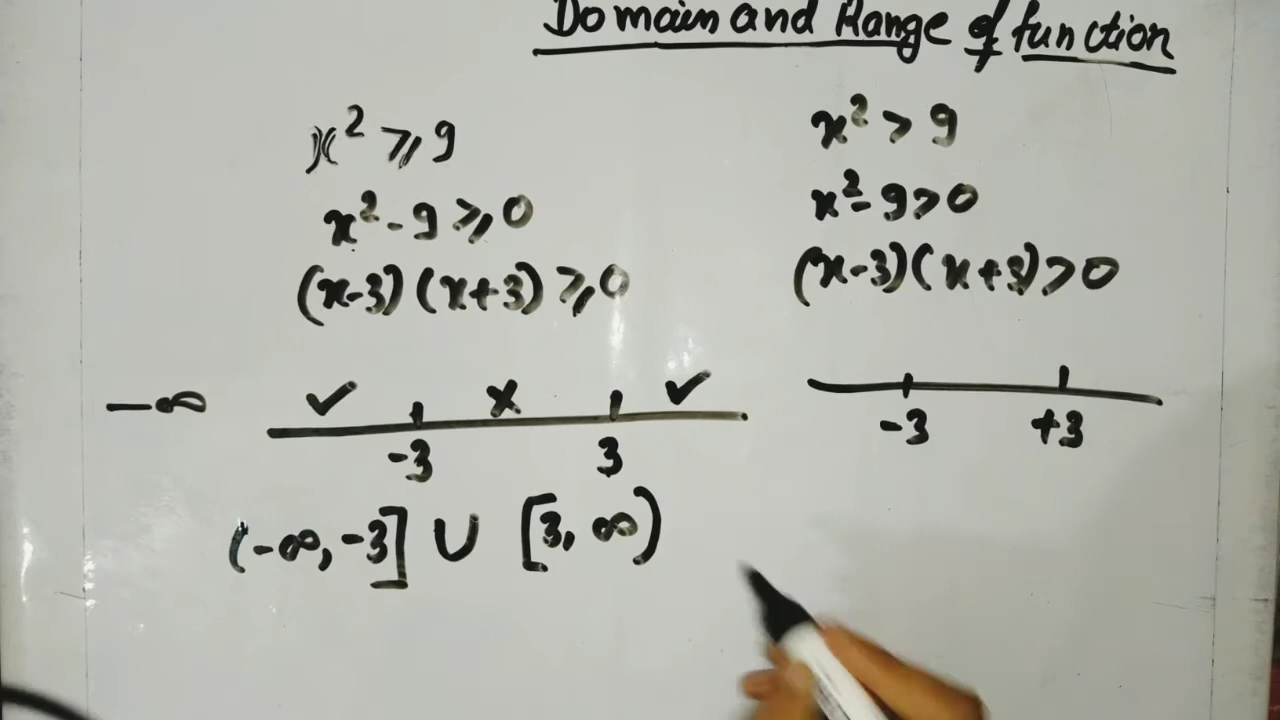 Domain and Range of function
x² ≥ 9
x² - 9 ≥ 0
(x-3) (x+3) ≥ 0
-∞ ✓ × ✓
-3 3
(-∞, -3] ∪ [3, ∞)
x² > 9
x² - 9 > 0
(x-3)(x+3) > 0
-3 +3